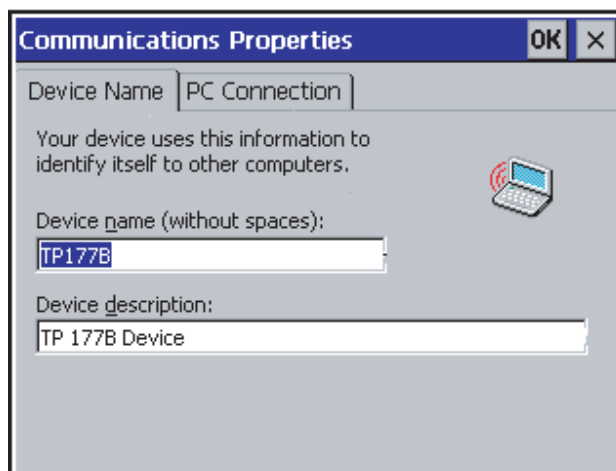 Communications Properties OK ×
Device Name PC Connection
Your device uses this information to
identify itself to other computers.
Device name (without spaces):
TP177B
Device description:
TP 177B Device